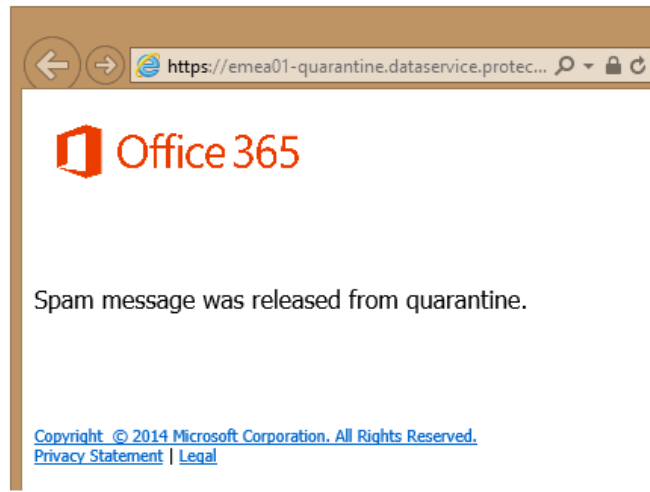 https://emea01-quarantine.dataservice.protec...
Office 365
Spam message was released from quarantine.
Copyright © 2014 Microsoft Corporation. All Rights Reserved.
Privacy Statement | Legal